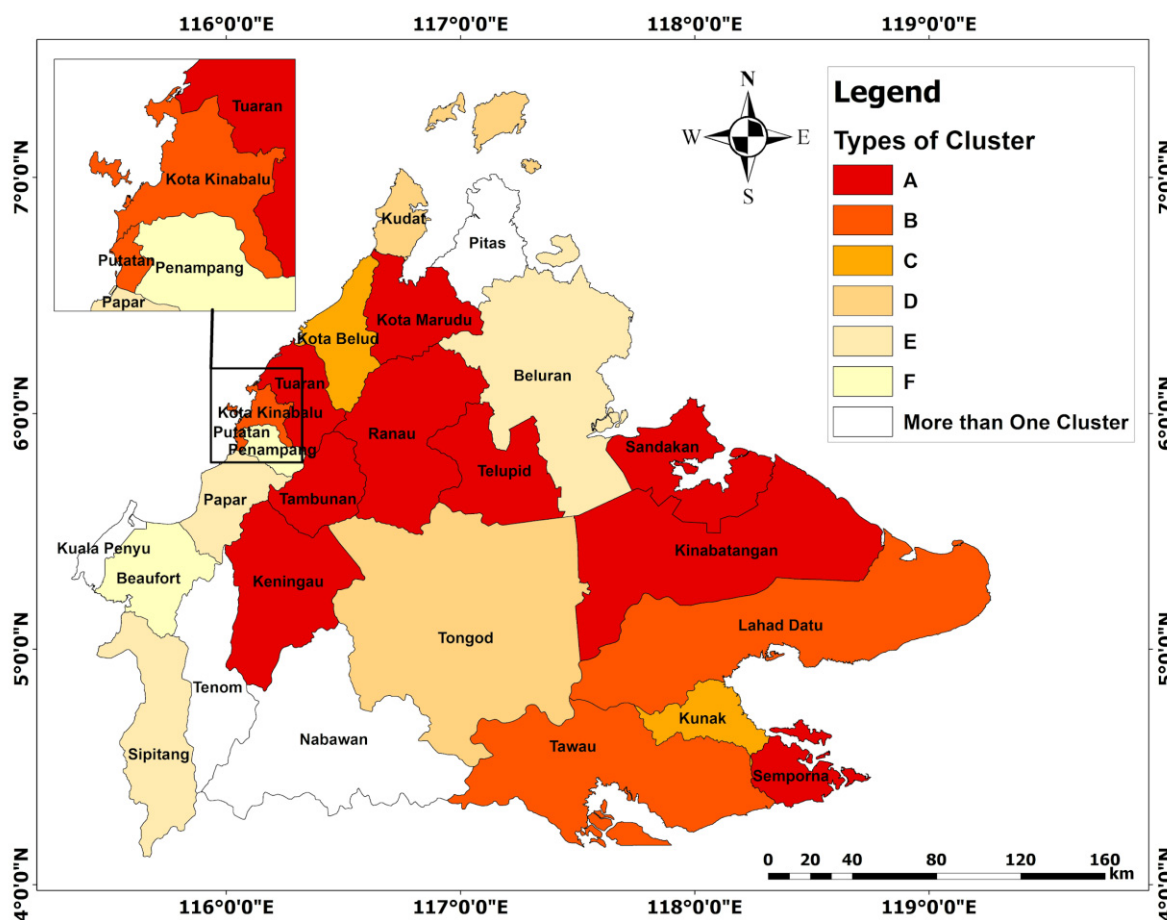 116°0'0"E
117°0'0"E
118°0'0"E
119°0'0"E
7°0'0"N
6°0'0"N
5°0'0"N
4°0'0"N
7°0'0"N
6°0'0"N
5°0'0"N
4°0'0"N
Tuaran
Kota Kinabalu
Putatan
Penampang
Papar
N
W
E
S
Legend
Types of Cluster
A
B
C
D
E
F
More than One Cluster
Kudat
Pitas
Kota Marudu
Kota Belud
Beluran
Tuaran
Kota Kinabalu
Putatan
Penampang
Ranau
Telupid
Sandakan
Papar
Tambunan
Kuala Penyu
Beaufort
Keningau
Kinabatangan
Lahad Datu
Tongod
Tenom
Nabawan
Sipitang
Tawau
Kunak
Semporna
0 20 40 80 120 160
km
116°0'0"E
117°0'0"E
118°0'0"E
119°0'0"E